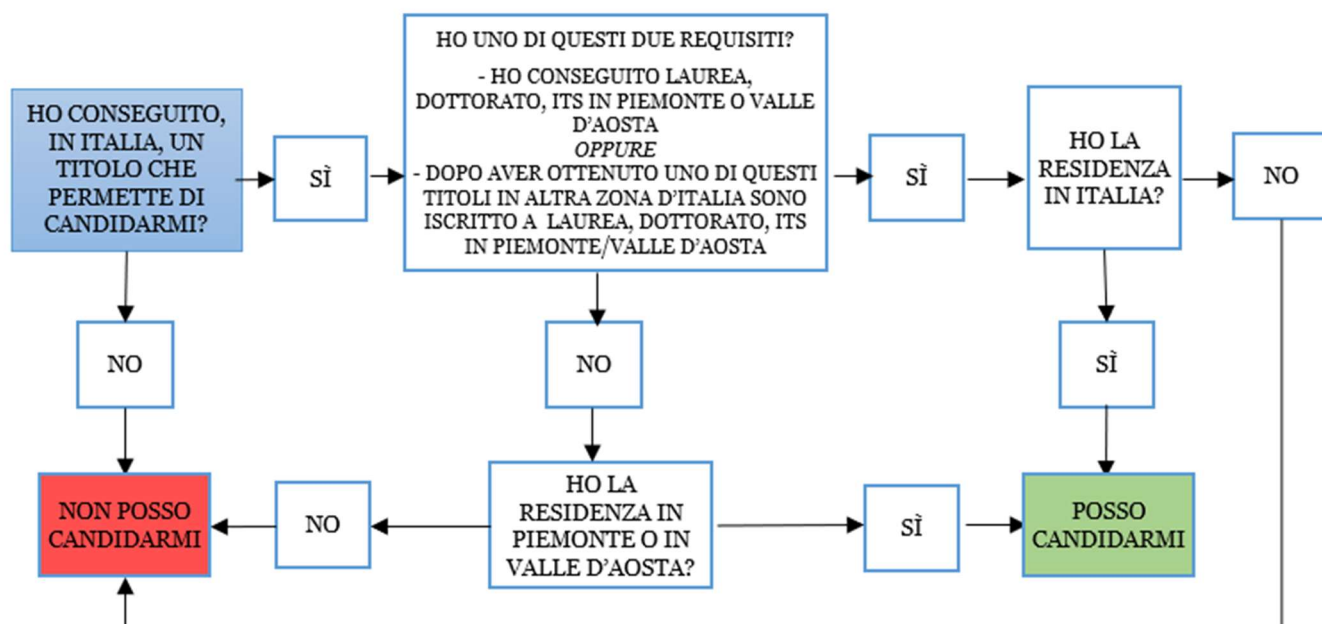 HO CONSEGUITO,
IN ITALIA, UN
TITOLO CHE
PERMETTE DI
CANDIDARMI?
SÌ
HO UNO DI QUESTI DUE REQUISITI?
- HO CONSEGUITO LAUREA,
DOTTORATO, ITS IN PIEMONTE O VALLE
D'AOSTA
OPPURE
- DOPO AVER OTTENUTO UNO DI QUESTI
TITOLI IN ALTRA ZONA D'ITALIA SONO
ISCRITTO A LAUREA, DOTTORATO, ITS
IN PIEMONTE/VALLE D'AOSTA
SÌ
HO LA
RESIDENZA
IN ITALIA?
NO
NO
NO
SÌ
NON POSSO
CANDIDARMI
NO
HO LA
RESIDENZA IN
PIEMONTE O IN
VALLE D'AOSTA?
SÌ
POSSO
CANDIDARMI